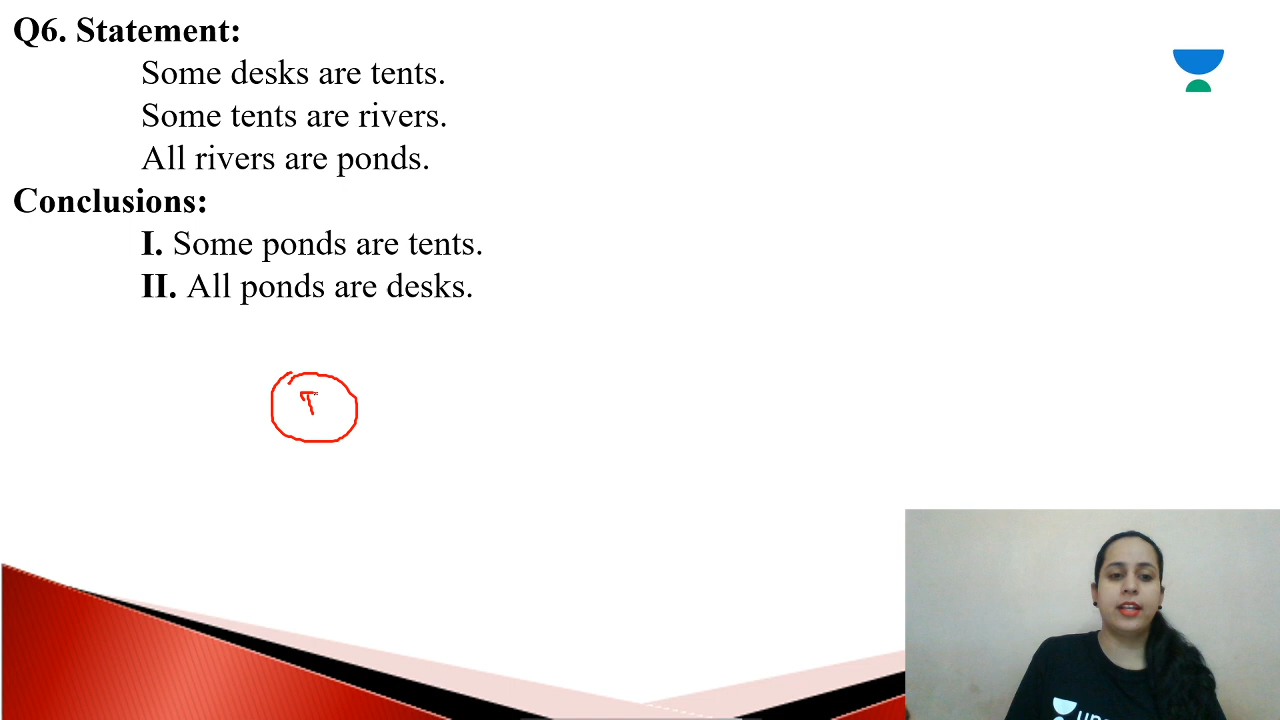 Q6. Statement:
Some desks are tents.
Some tents are rivers.
All rivers are ponds.
Conclusions:
I. Some ponds are tents.
II. All ponds are desks.
T